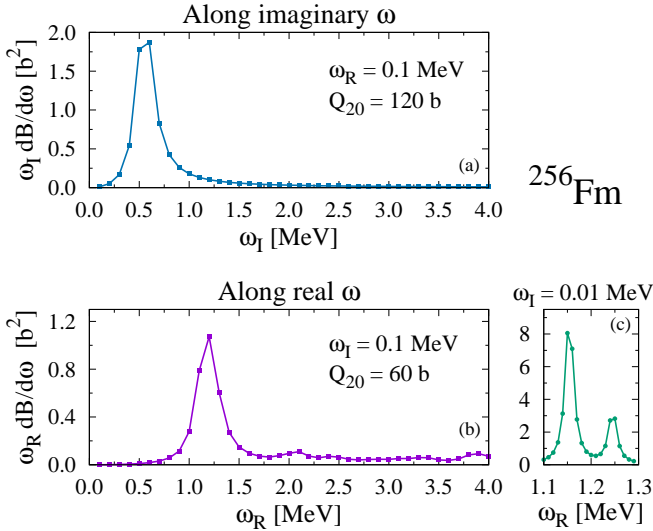 Along imaginary ω
ω_I dB/dω [b²]
2.0
1.5
1.0
0.5
0.0
ω_R = 0.1 MeV
Q_20 = 120 b
(a)
0.0 0.5 1.0 1.5 2.0 2.5 3.0 3.5 4.0
ω_I [MeV]
²⁵⁶Fm
Along real ω
ω_R dB/dω [b²]
1.2
0.8
0.4
0.0
ω_I = 0.1 MeV
Q_20 = 60 b
(b)
0.0 0.5 1.0 1.5 2.0 2.5 3.0 3.5 4.0
ω_R [MeV]
ω_I = 0.01 MeV
(c)
8
6
4
2
0
1.1 1.2 1.3
ω_R [MeV]